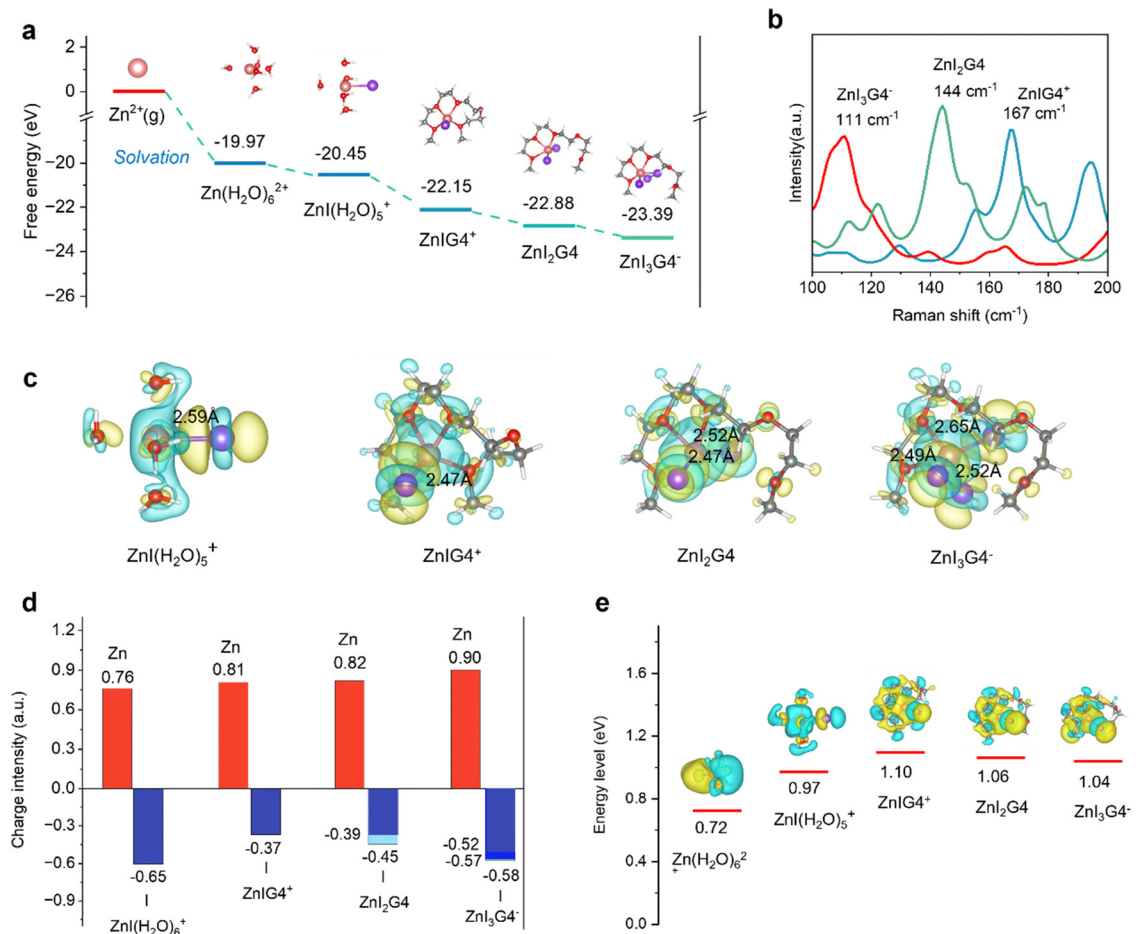 a
2
0
−20
−22
−24
−26
Free energy (eV)
Zn²⁺(g)
Solvation
-19.97
Zn(H₂O)₆²⁺
-20.45
ZnI(H₂O)₅⁺
-22.15
ZnIG4⁺
-22.88
ZnI₂G4
-23.39
ZnI₃G4⁻
b
Intensity(a.u.)
ZnI₃G4⁻
111 cm⁻¹
ZnI₂G4
144 cm⁻¹
ZnIG4⁺
167 cm⁻¹
100 120 140 160 180 200
Raman shift (cm⁻¹)
c
2.59Å
ZnI(H₂O)₅⁺
2.47Å
ZnIG4⁺
2.52Å
2.47Å
ZnI₂G4
2.65Å
2.49Å
2.52Å
ZnI₃G4⁻
d
Charge intensity (a.u.)
1.2
0.9
0.6
0.3
0.0
−0.3
−0.6
−0.9
Zn
0.76
Zn
0.81
Zn
0.82
Zn
0.90
-0.65
I
ZnI(H₂O)₆⁺
-0.37
I
ZnIG4⁺
-0.39
-0.45
I
ZnI₂G4
-0.52
-0.57
-0.58
I
ZnI₃G4⁻
e
Energy level (eV)
1.6
1.2
0.8
0.4
0.0
0.72
Zn(H₂O)₆²
+
0.97
ZnI(H₂O)₅⁺
1.10
ZnIG4⁺
1.06
ZnI₂G4
1.04
ZnI₃G4⁻